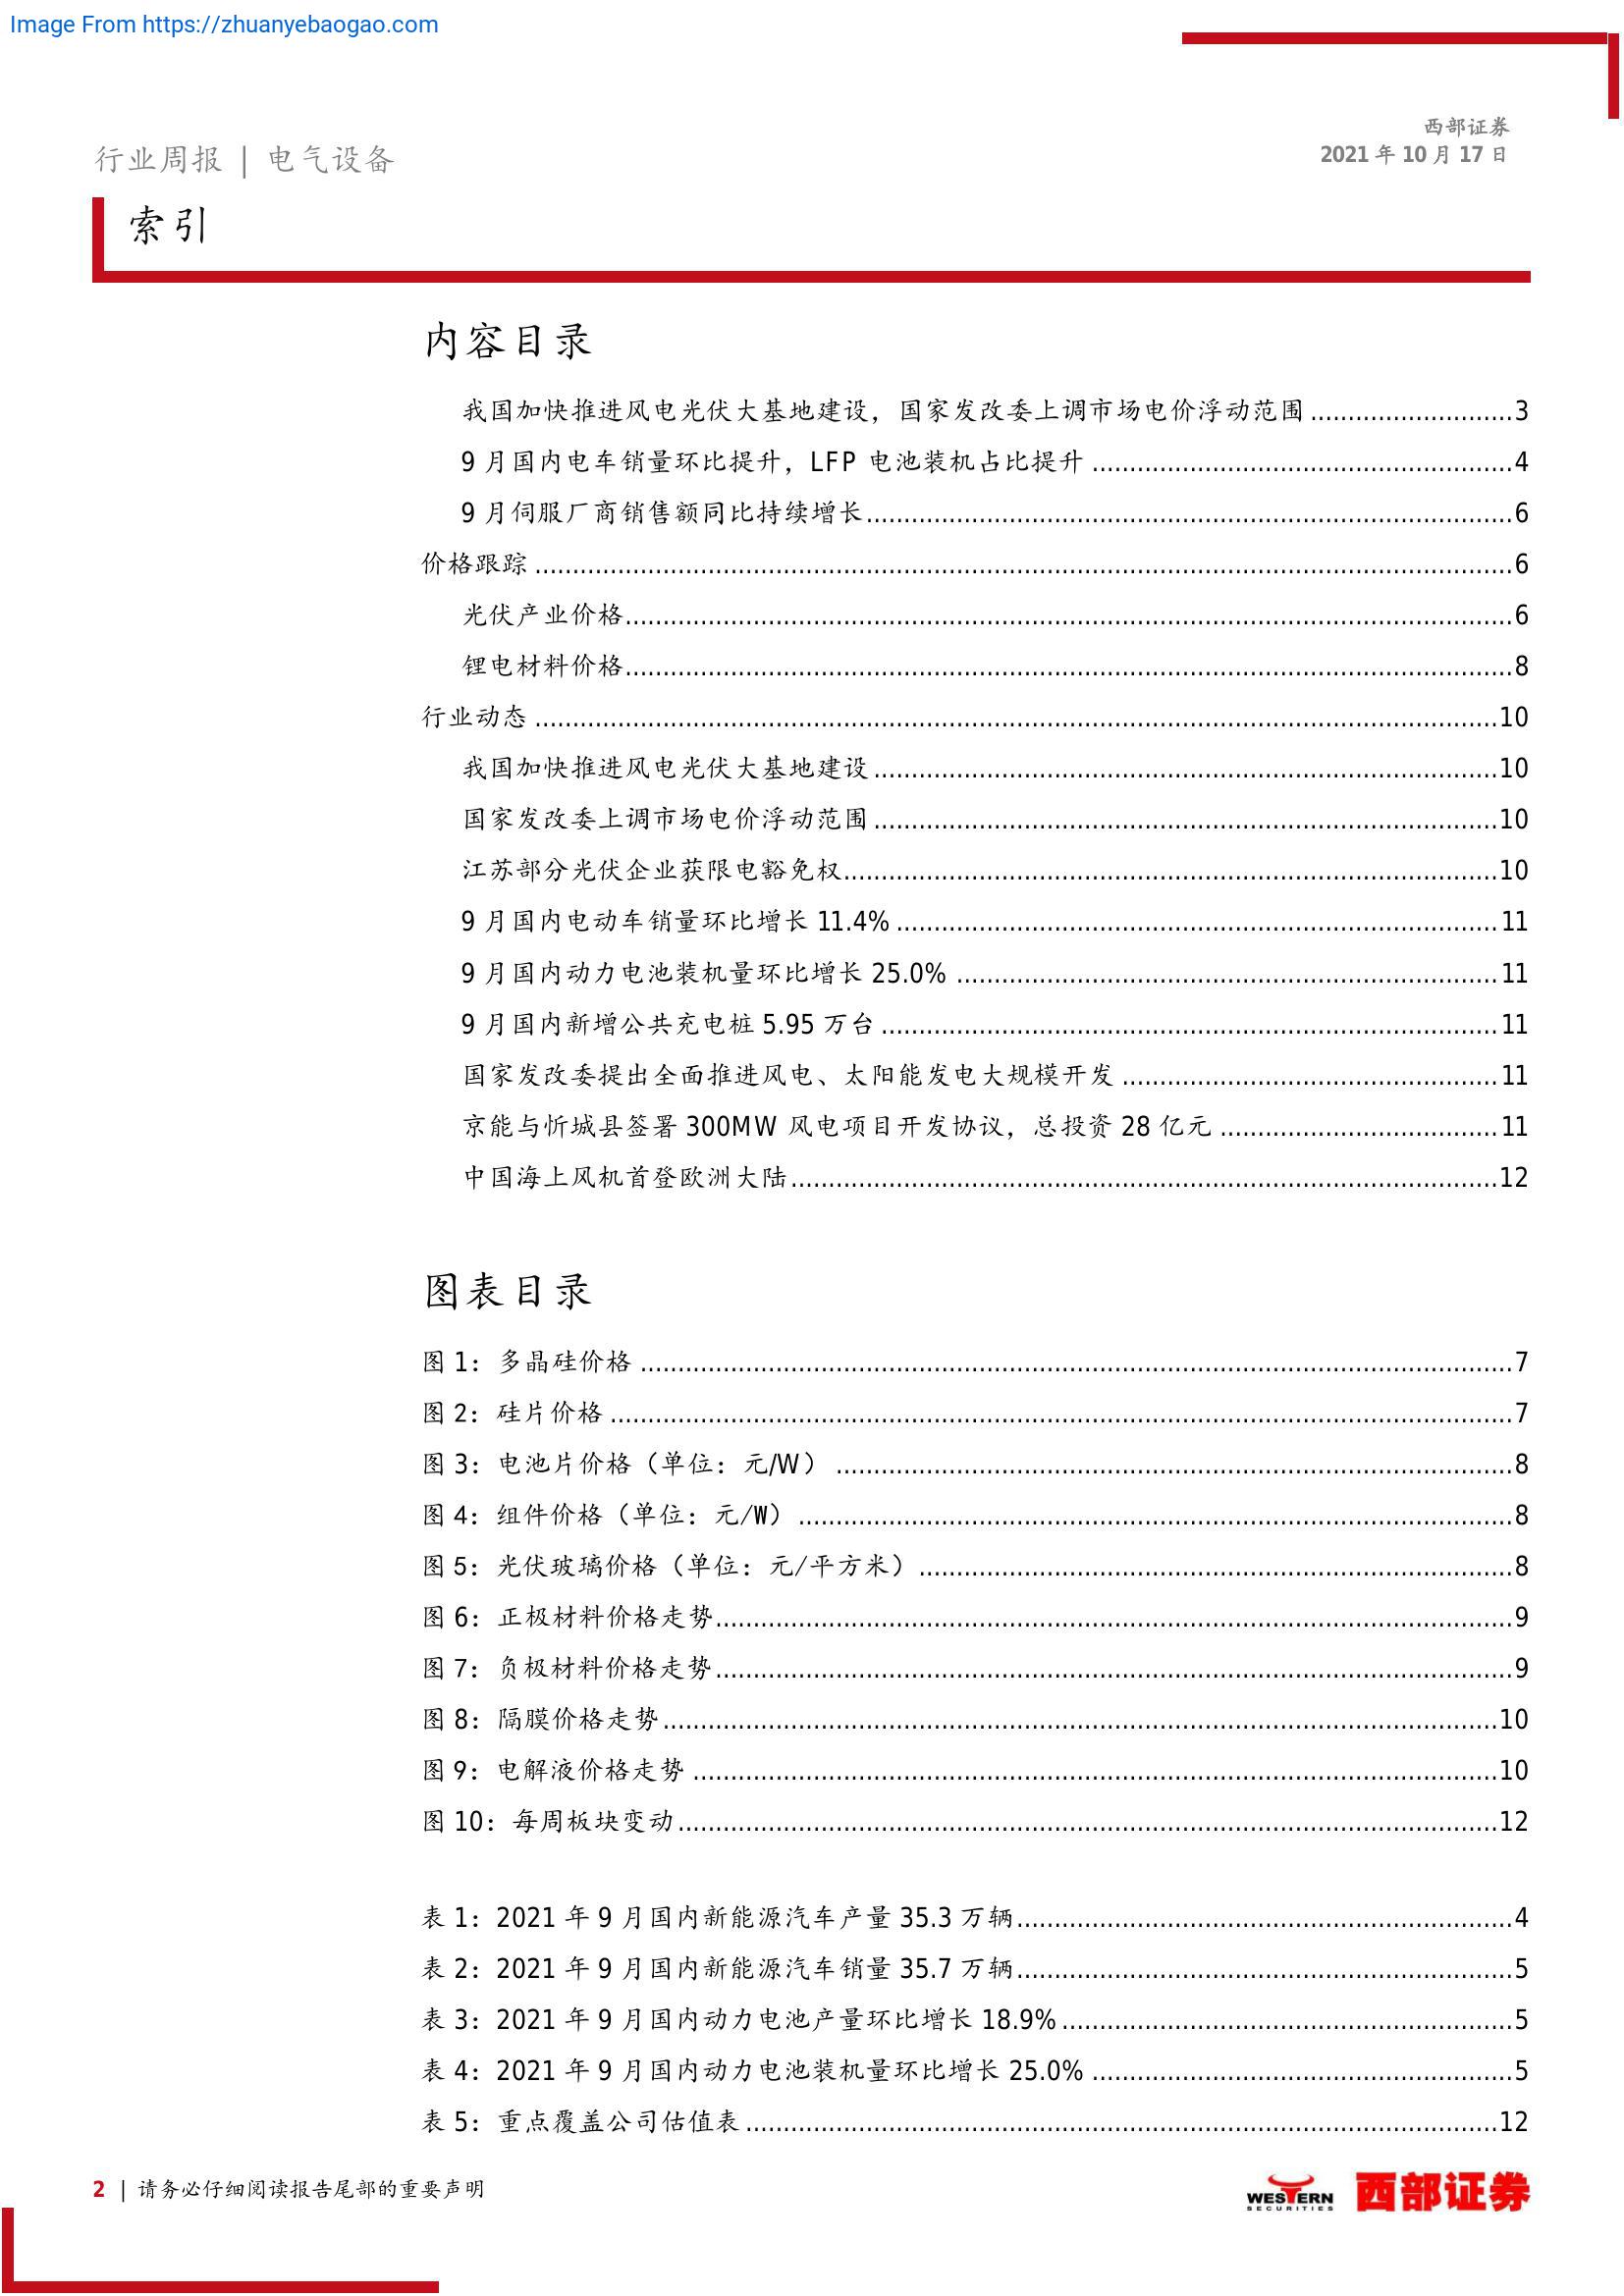 Image From https://zhuanyebaogao.com
西部证券
2021 年 10 月 17 日
行业周报 | 电气设备
索引
内容目录
我国加快推进风电光伏大基地建设，国家发改委上调市场电价浮动范围 ........................... 3
9 月国内电车销量环比提升，LFP 电池装机占比提升 ........................................................ 4
9 月伺服厂商销售额同比持续增长 ...................................................................................... 6
价格跟踪 .................................................................................................................................. 6
光伏产业价格 ...................................................................................................................... 6
锂电材料价格 ...................................................................................................................... 8
行业动态 ................................................................................................................................ 10
我国加快推进风电光伏大基地建设 ................................................................................... 10
国家发改委上调市场电价浮动范围 ................................................................................... 10
江苏部分光伏企业获限电豁免权 ....................................................................................... 10
9 月国内电动车销量环比增长 11.4% ................................................................................ 11
9 月国内动力电池装机量环比增长 25.0% ........................................................................ 11
9 月国内新增公共充电桩 5.95 万台 .................................................................................. 11
国家发改委提出全面推进风电、太阳能发电大规模开发 .................................................. 11
京能与忻城县签署 300MW 风电项目开发协议，总投资 28 亿元 ..................................... 11
中国海上风机首登欧洲大陆 .............................................................................................. 12
图表目录
图 1：多晶硅价格 .................................................................................................................... 7
图 2：硅片价格 ........................................................................................................................ 7
图 3：电池片价格（单位：元/W） .......................................................................................... 8
图 4：组件价格（单位：元/W） ............................................................................................... 8
图 5：光伏玻璃价格（单位：元/平方米） ............................................................................... 8
图 6：正极材料价格走势 .......................................................................................................... 9
图 7：负极材料价格走势 .......................................................................................................... 9
图 8：隔膜价格走势 ............................................................................................................... 10
图 9：电解液价格走势 ........................................................................................................... 10
图 10：每周板块变动 ............................................................................................................. 12
表 1：2021 年 9 月国内新能源汽车产量 35.3 万辆 .................................................................. 4
表 2：2021 年 9 月国内新能源汽车销量 35.7 万辆 .................................................................. 5
表 3：2021 年 9 月国内动力电池产量环比增长 18.9% ............................................................ 5
表 4：2021 年 9 月国内动力电池装机量环比增长 25.0% ........................................................ 5
表 5：重点覆盖公司估值表 .................................................................................................... 12
2 | 请务必仔细阅读报告尾部的重要声明
WESTERN
SECURITIES
西部证券